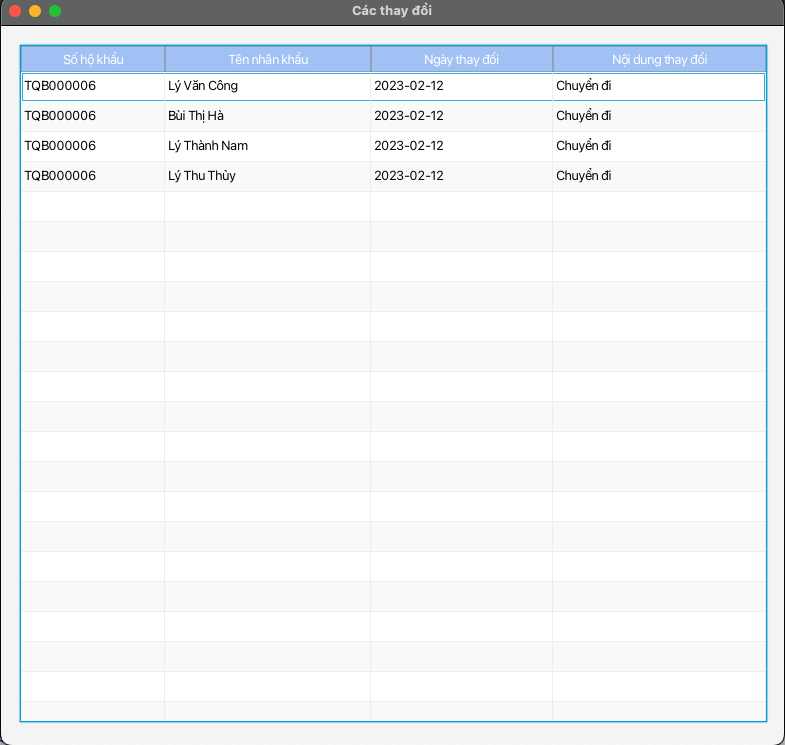 Các thay đổi
Số hộ khẩu Tên nhân khẩu Ngày thay đổi Nội dung thay đổi
TQB000006 Lý Văn Công 2023-02-12 Chuyển đi
TQB000006 Bùi Thị Hà 2023-02-12 Chuyển đi
TQB000006 Lý Thành Nam 2023-02-12 Chuyển đi
TQB000006 Lý Thu Thủy 2023-02-12 Chuyển đi